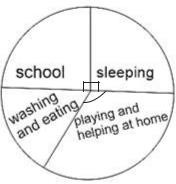 school
sleeping
washing
and eating
playing and
helping at home